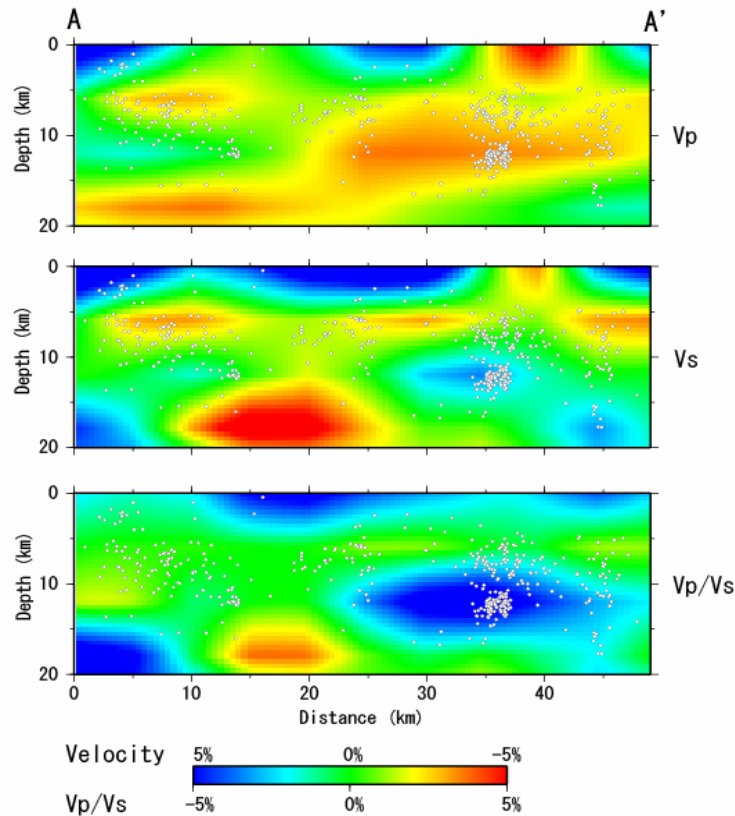 A A'
0
10
20
Depth (km)
Vp
0
10
20
Depth (km)
Vs
0
10
20
Depth (km)
Vp/Vs
0 10 20 30 40
Distance (km)
Velocity 5% 0% -5%
Vp/Vs -5% 0% 5%